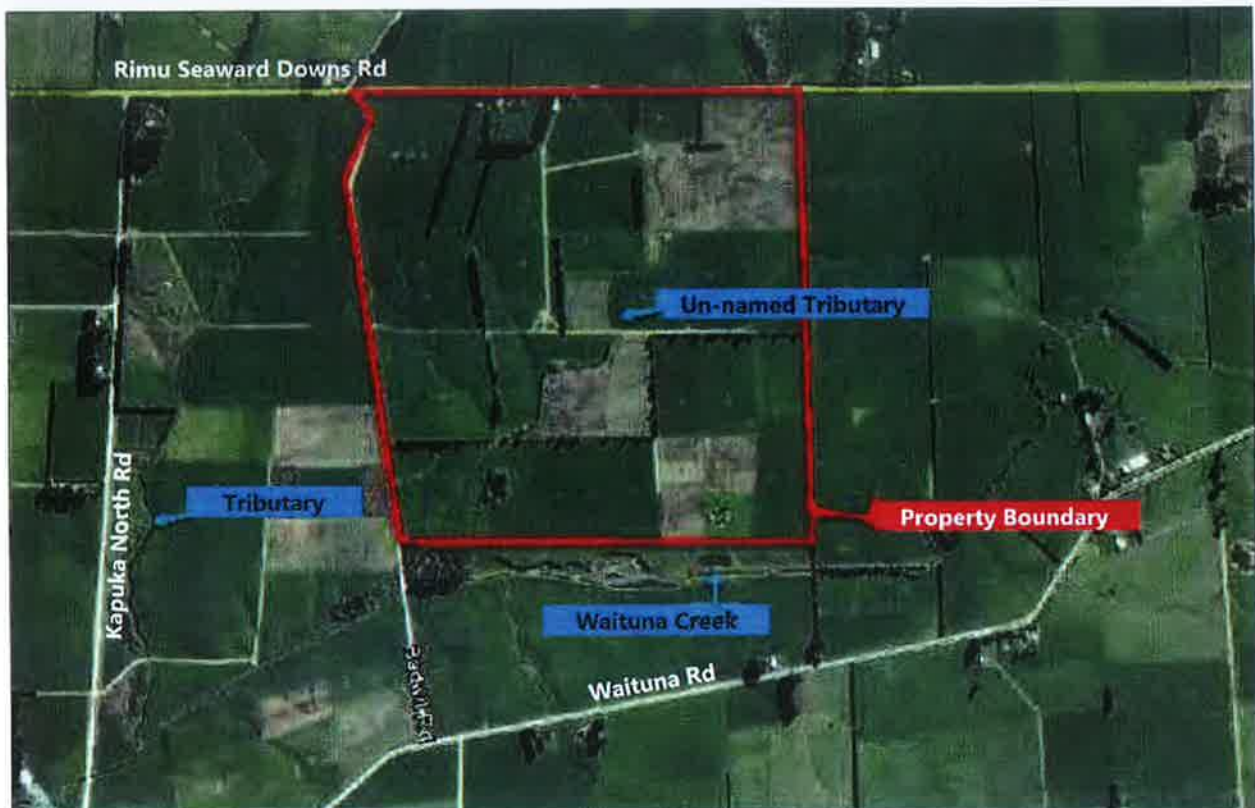 Rimu Seaward Downs Rd
Un-named Tributary
Tributary
Property Boundary
Kapuka North Rd
Waituna Creek
Waituna Rd